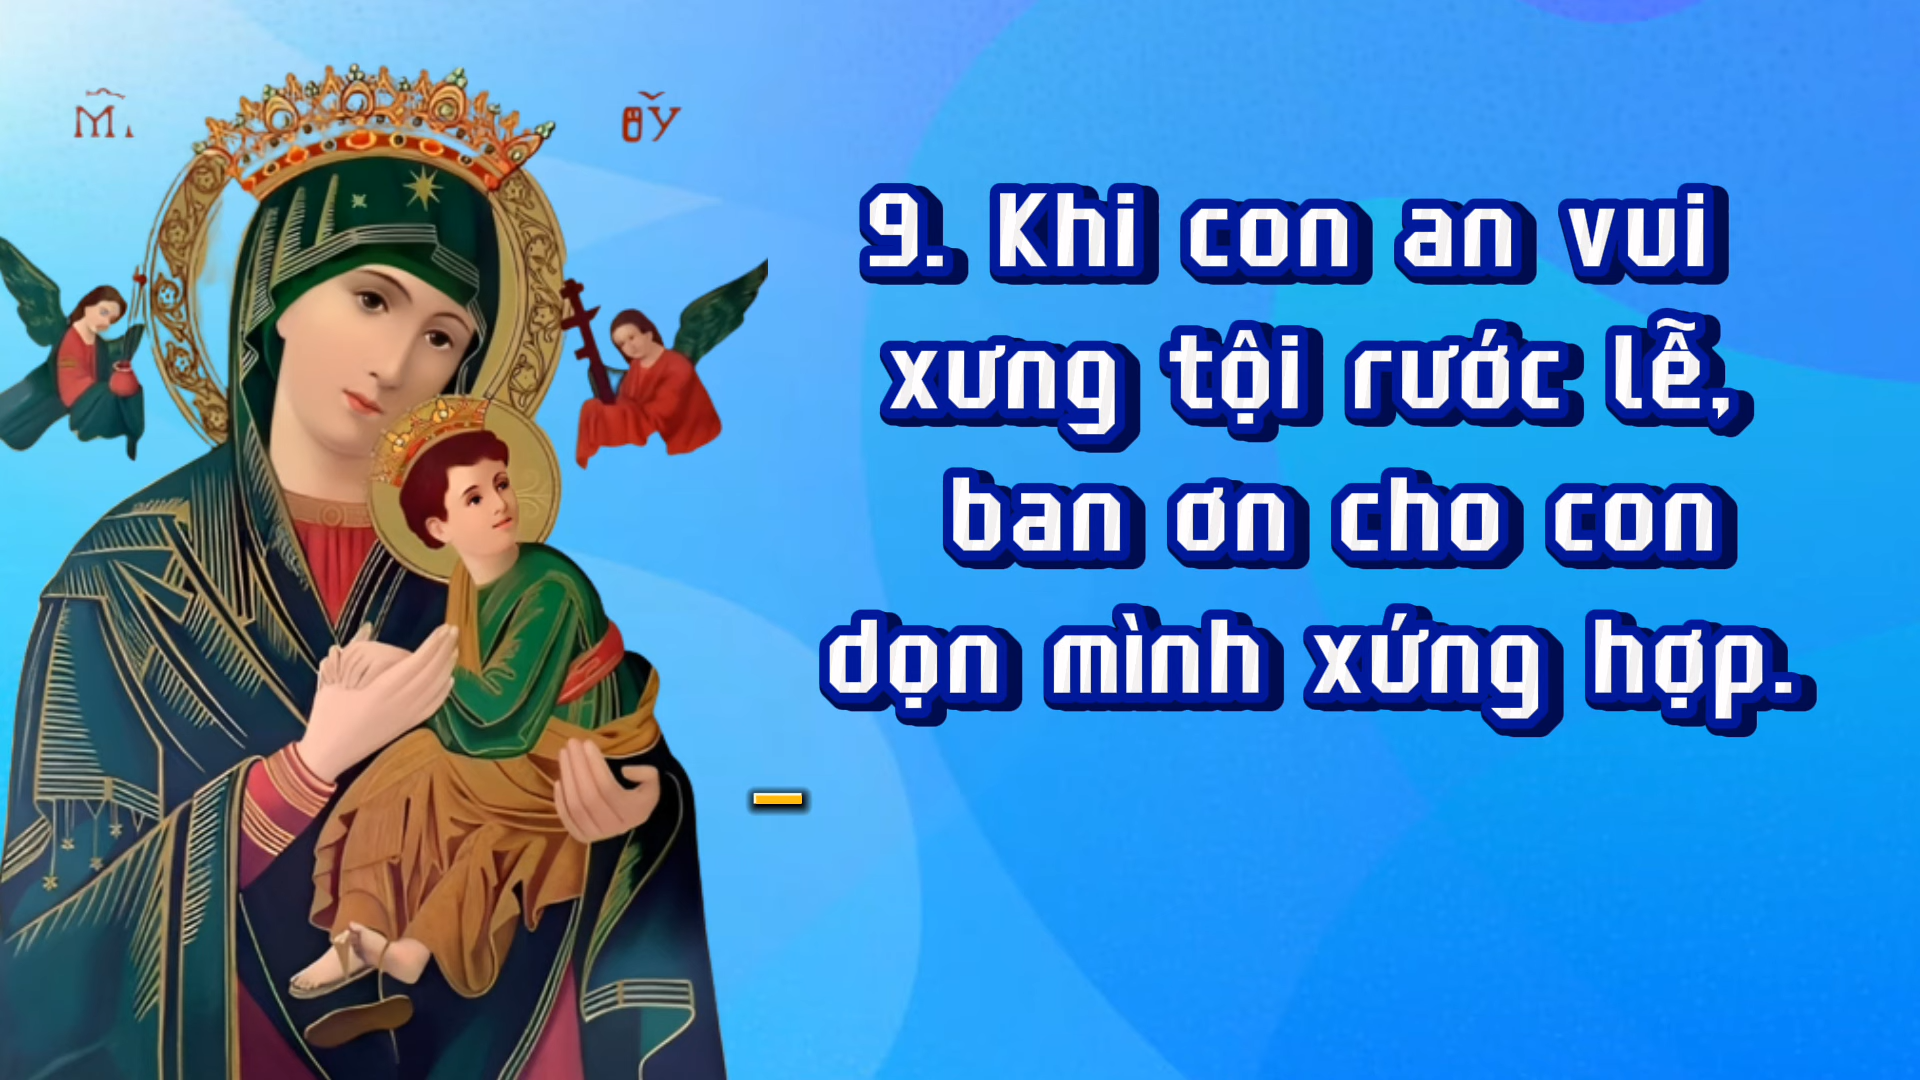 9. Khi con an vui
xưng tội rước lễ,
ban ơn cho con
dọn mình xứng hợp.